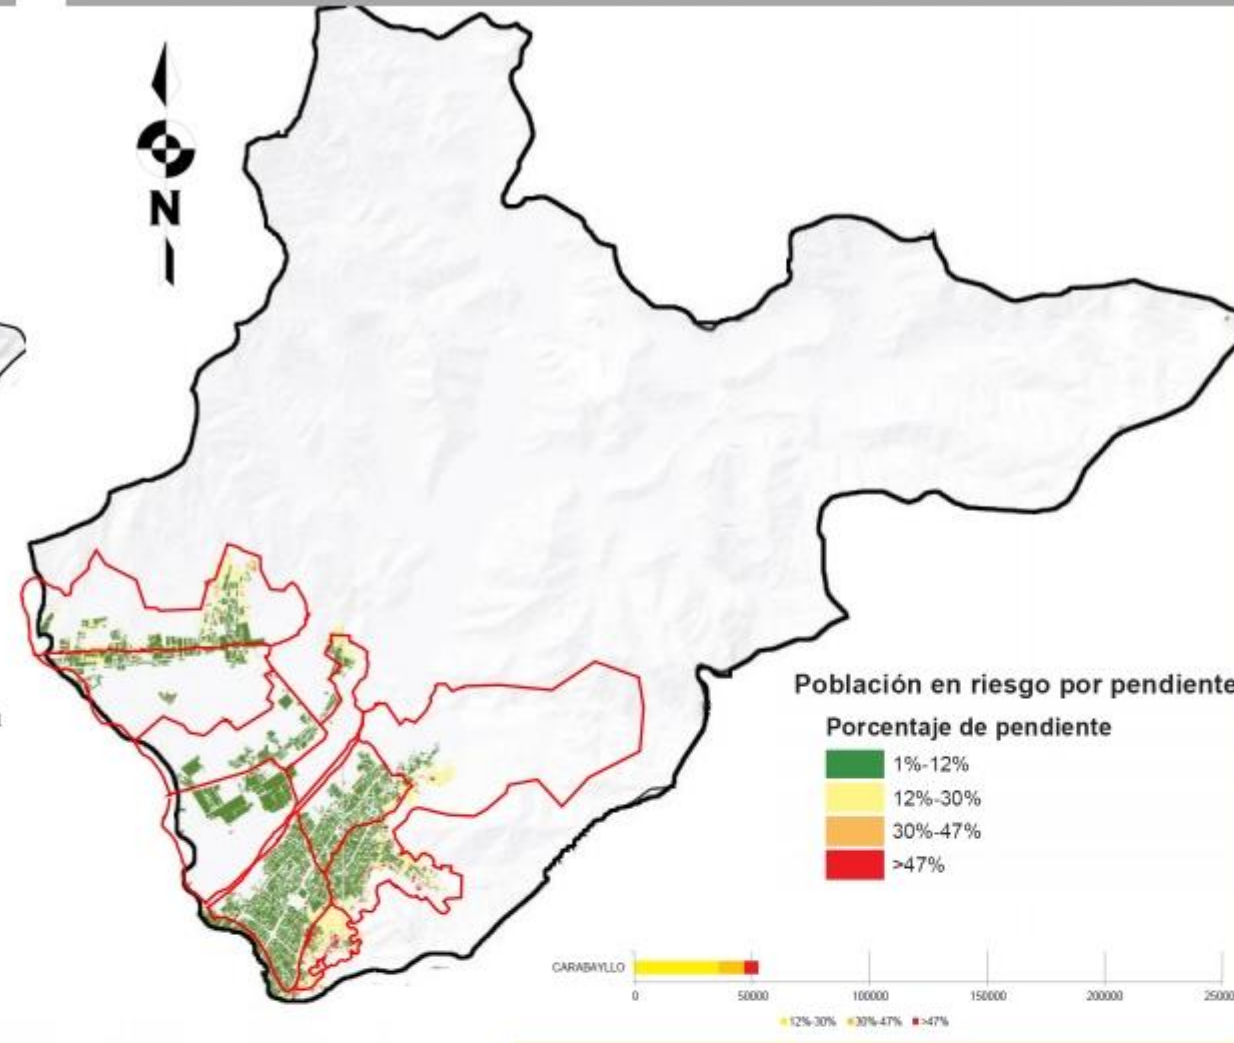 N
Población en riesgo por pendiente
Porcentaje de pendiente
1%-12%
12%-30%
30%-47%
>47%
CARABAYLLO
0 50000 100000 150000 200000 25000
12%-30% 30%-47% >47%